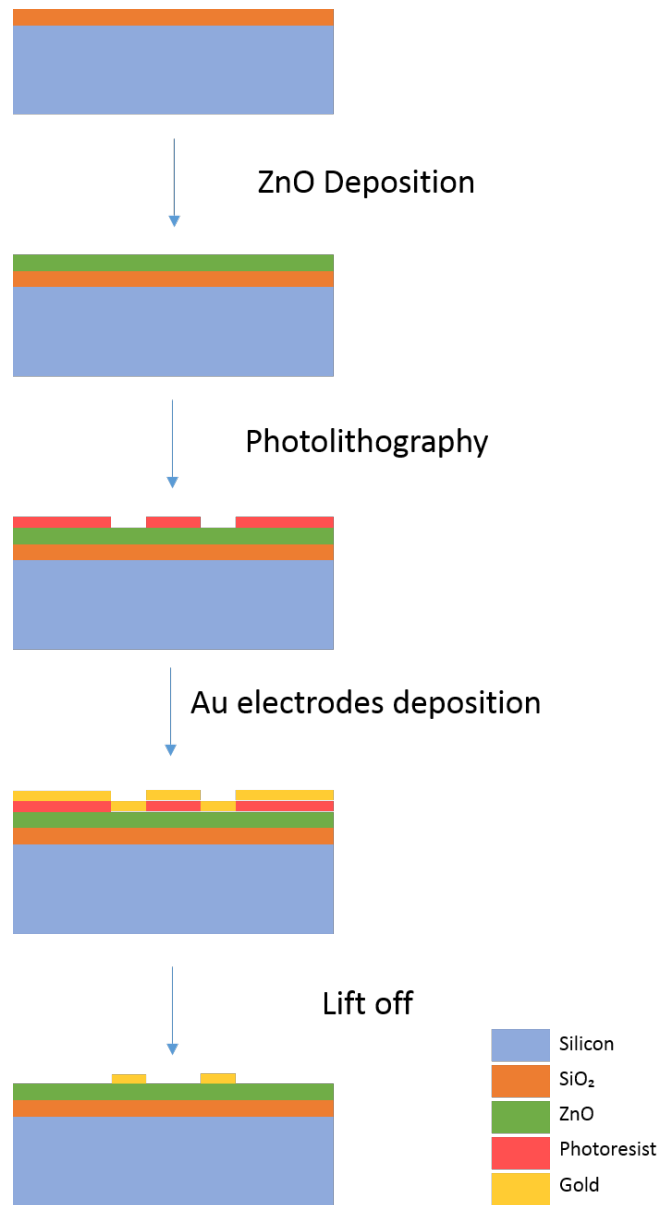 ZnO Deposition
Photolithography
Au electrodes deposition
Lift off
Silicon
SiO₂
ZnO
Photoresist
Gold